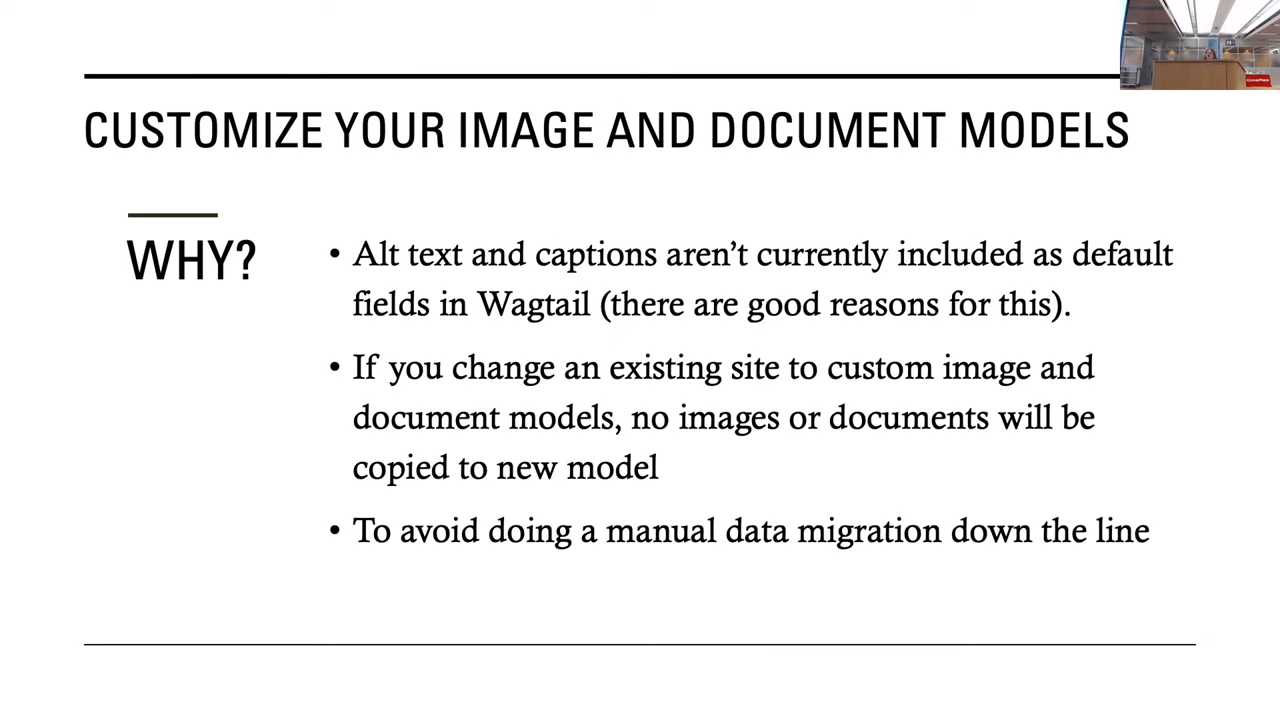 CUSTOMIZE YOUR IMAGE AND DOCUMENT MODELS
WHY?
• Alt text and captions aren’t currently included as default
fields in Wagtail (there are good reasons for this).
• If you change an existing site to custom image and
document models, no images or documents will be
copied to new model
• To avoid doing a manual data migration down the line